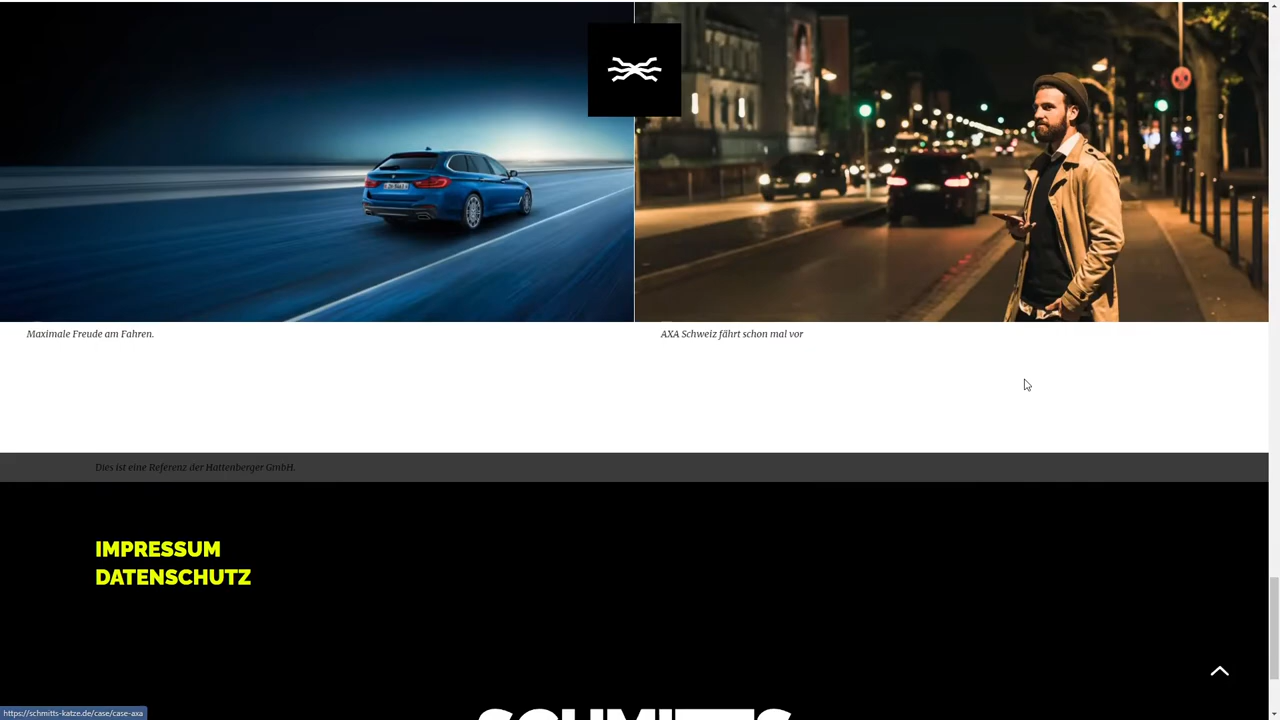 Maximale Freude am Fahren.
AXA Schweiz fährt schon mal vor
Dies ist eine Referenz der Hattenberger GmbH.
IMPRESSUM
DATENSCHUTZ
SCHMITTS
https://schmitts-katze.de/case/case-axa